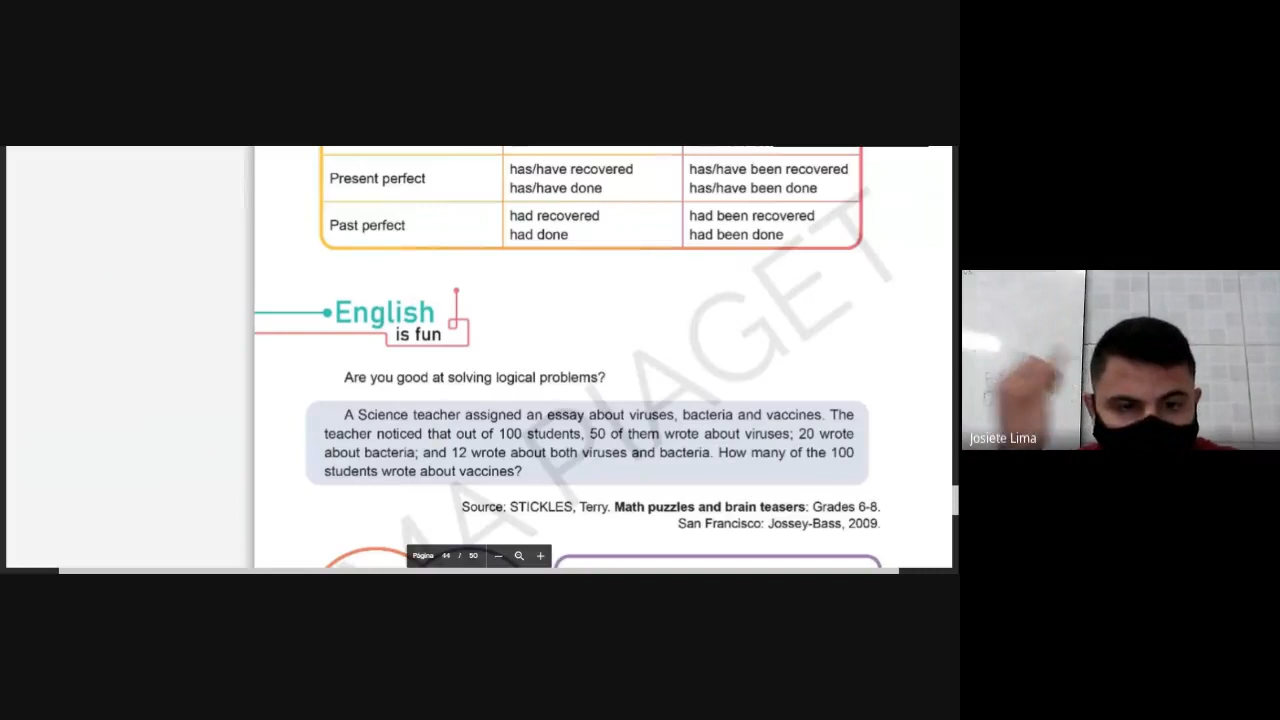 Present perfect
has/have recovered
has/have been recovered
has/have done
has/have been done
Past perfect
had recovered
had been recovered
had done
had been done
English
is fun
Are you good at solving logical problems?
A Science teacher assigned an essay about viruses, bacteria and vaccines. The
teacher noticed that out of 100 students, 50 of them wrote about viruses; 20 wrote
about bacteria; and 12 wrote about both viruses and bacteria. How many of the 100
students wrote about vaccines?
Source: STICKLES, Terry. Math puzzles and brain teasers: Grades 6-8.
San Francisco: Jossey-Bass, 2009.
MA PIAGET
Página 44 / 50
Josiete Lima